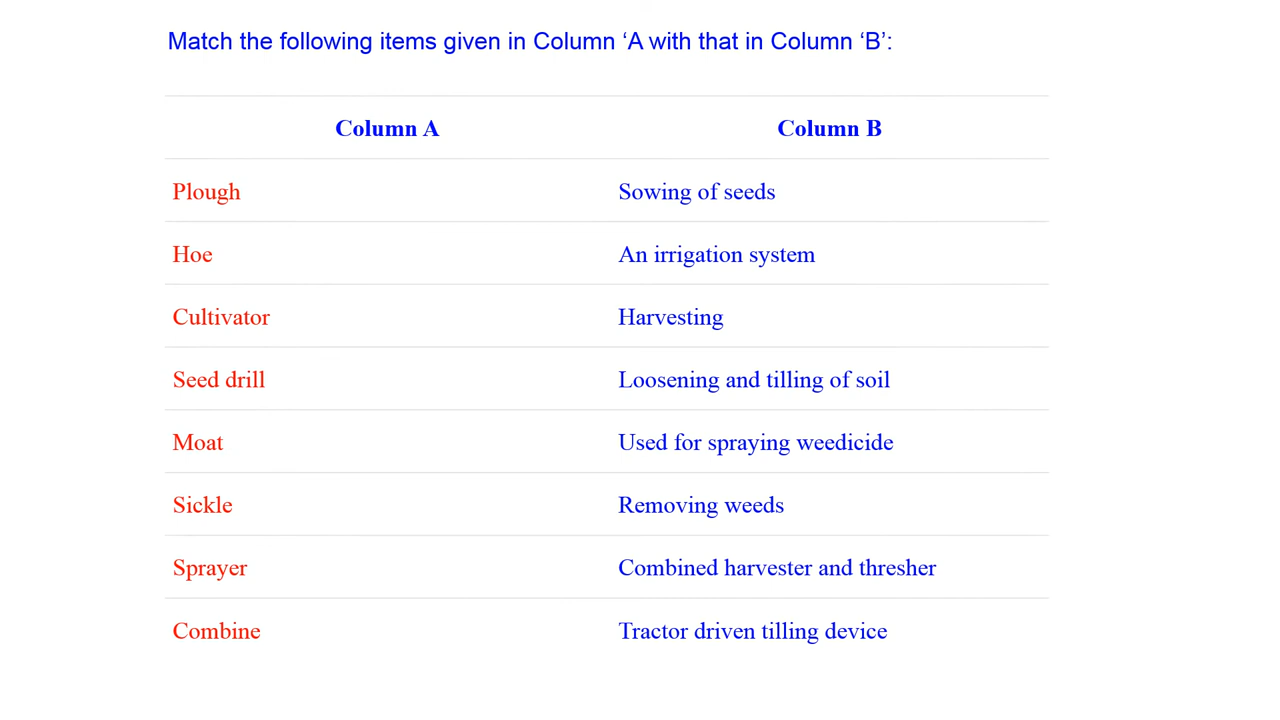 Match the following items given in Column ‘A with that in Column ‘B’:
Column A Column B
Plough Sowing of seeds
Hoe An irrigation system
Cultivator Harvesting
Seed drill Loosening and tilling of soil
Moat Used for spraying weedicide
Sickle Removing weeds
Sprayer Combined harvester and thresher
Combine Tractor driven tilling device